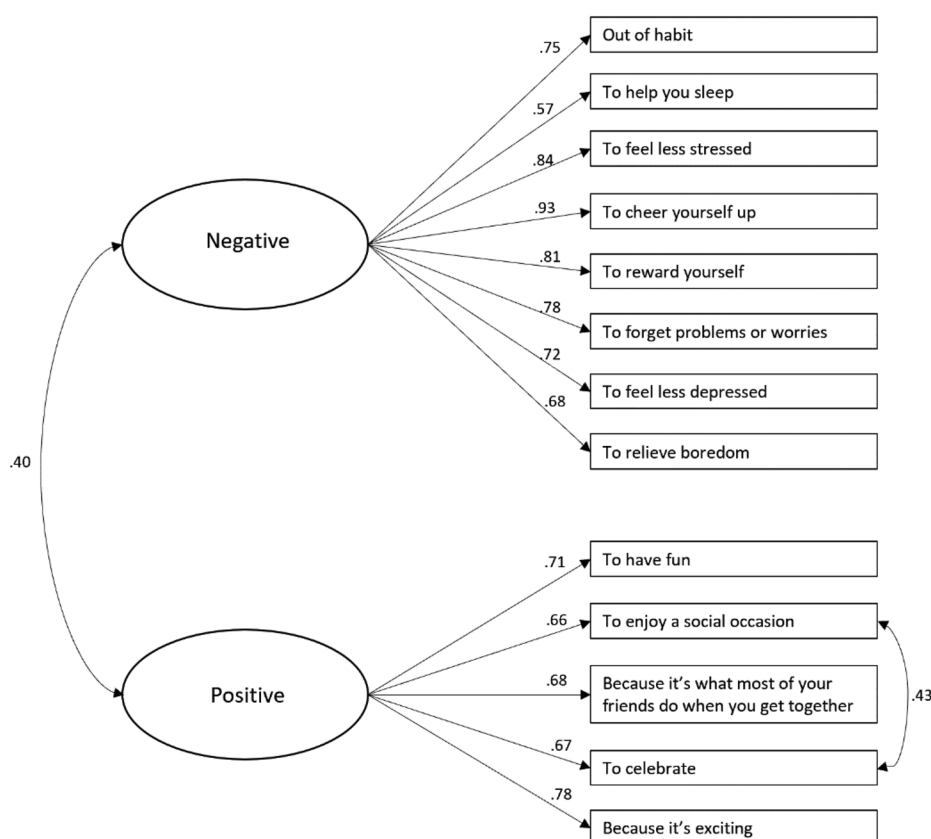 .75
Out of habit
.57
To help you sleep
.84
To feel less stressed
.93
To cheer yourself up
Negative
.81
To reward yourself
.78
To forget problems or worries
.72
To feel less depressed
.68
To relieve boredom
.40
.71
To have fun
.66
To enjoy a social occasion
Positive
.68
Because it's what most of your
friends do when you get together
.43
.67
To celebrate
.78
Because it's exciting